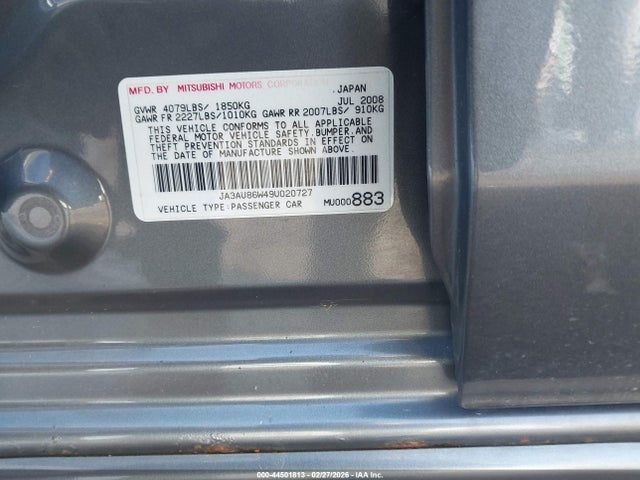 MFD. BY MITSUBISHI MOTORS CORPORATION, JAPAN
GVWR 4079LBS/ 1850KG JUL 2008
GAWR FR 2227LBS/1010KG GAWR RR 2007LBS/ 910KG
THIS VEHICLE CONFORMS TO ALL APPLICABLE
FEDERAL MOTOR VEHICLE SAFETY, BUMPER, AND
THEFT PREVENTION STANDARDS IN EFFECT ON
THE DATE OF MANUFACTURE SHOWN ABOVE.
JA3AU86W49U020727
VEHICLE TYPE:PASSENGER CAR MU000883
000-44501813 - 02/27/2026 - IAAI.COM